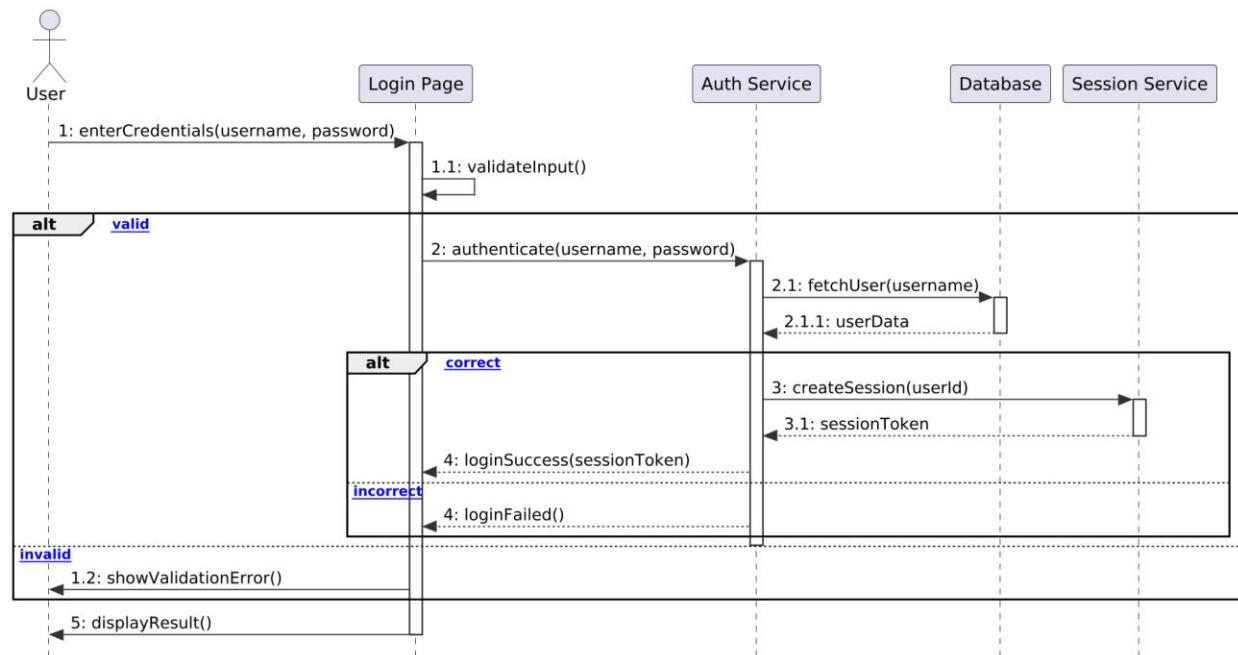 User
Login Page
Auth Service
Database
Session Service
1: enterCredentials(username, password)
1.1: validateInput()
alt
valid
2: authenticate(username, password)
2.1: fetchUser(username)
2.1.1: userData
alt
correct
3: createSession(userId)
3.1: sessionToken
4: loginSuccess(sessionToken)
incorrect
4: loginFailed()
invalid
1.2: showValidationError()
5: displayResult()